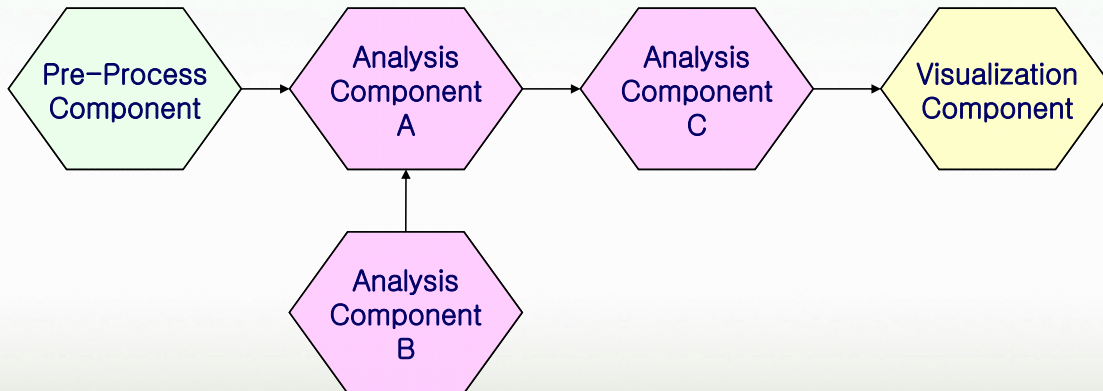 Pre-Process
Component
Analysis
Component
A
Analysis
Component
C
Visualization
Component
Analysis
Component
B